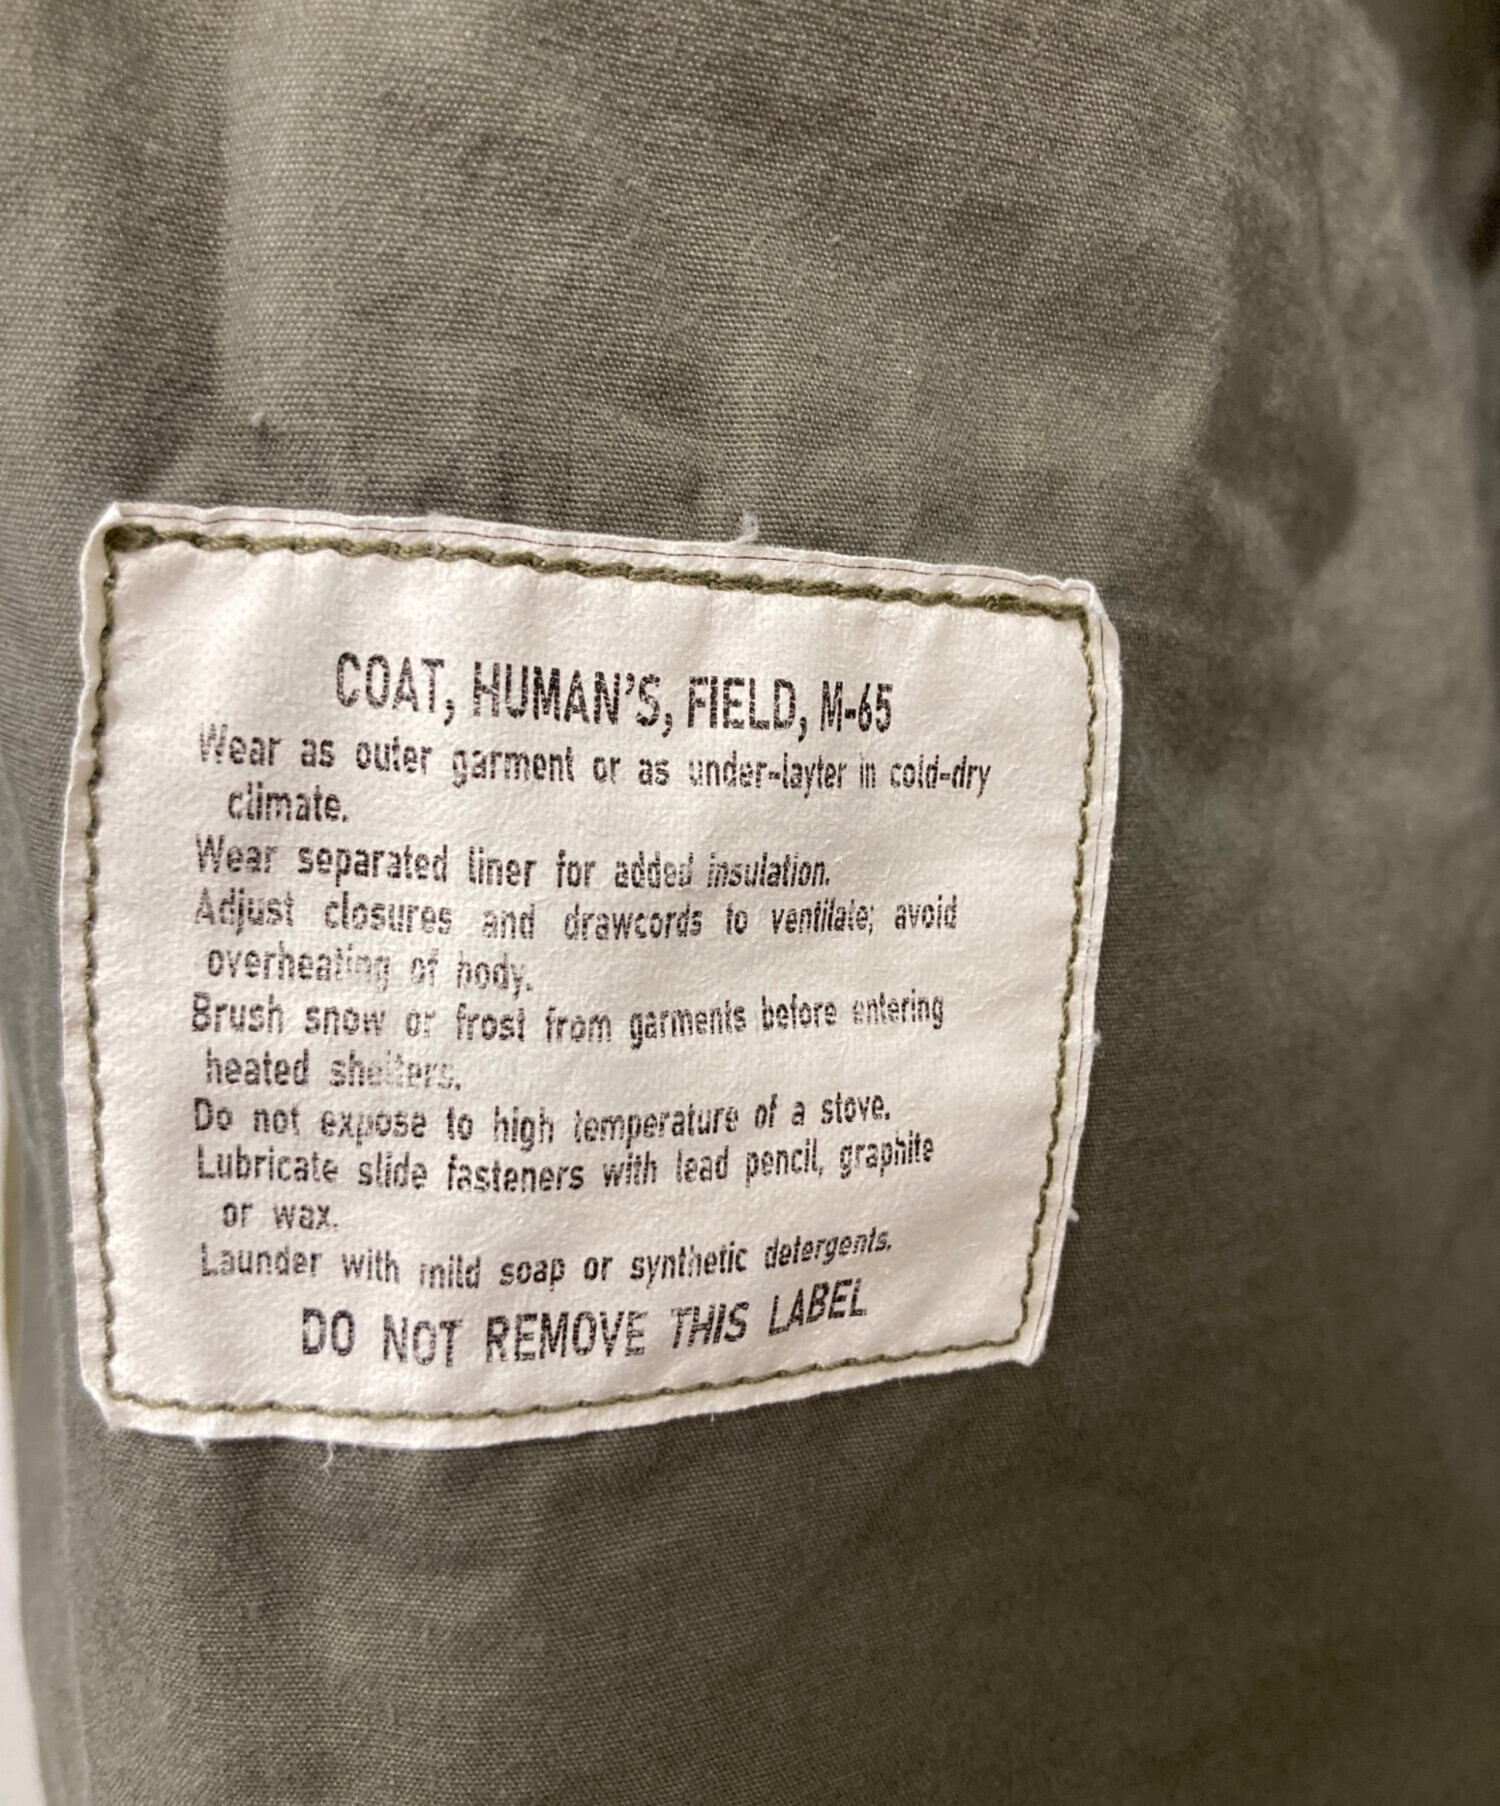 COAT, HUMAN'S, FIELD, M-65
Wear as outer garment or as under-layter in cold-dry
climate.
Wear separated liner for added insulation.
Adjust closures and drawcords to ventilate; avoid
overheating of body.
Brush snow or frost from garments before entering
heated shelters.
Do not expose to high temperature of a stove.
Lubricate slide fasteners with lead pencil, graphite
or wax.
Launder with mild soap or synthetic detergents.
DO NOT REMOVE THIS LABEL